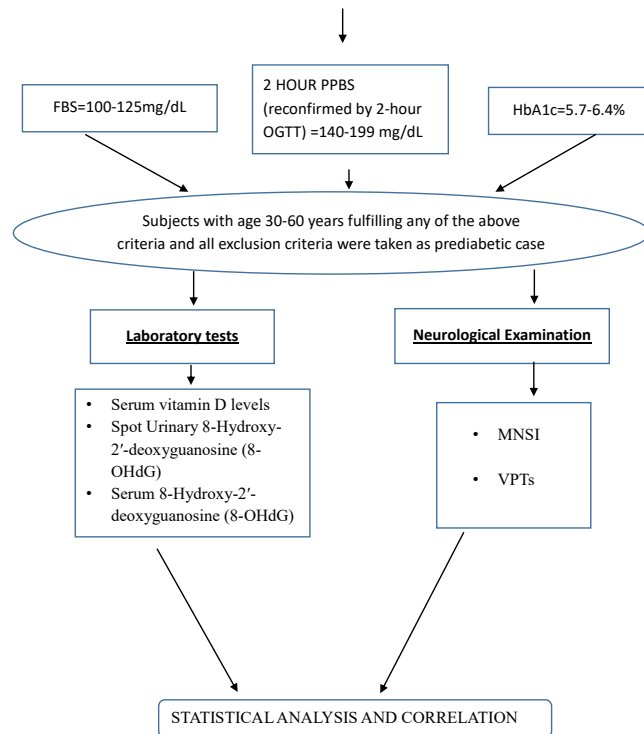 FBS=100-125mg/dL
2 HOUR PPBS
(reconfirmed by 2-hour
OGTT) =140-199 mg/dL
HbA1c=5.7-6.4%
Subjects with age 30-60 years fulfilling any of the above
criteria and all exclusion criteria were taken as prediabetic case
Laboratory tests
Neurological Examination
• Serum vitamin D levels
• Spot Urinary 8-Hydroxy-
2′-deoxyguanosine (8-
OHdG)
• Serum 8-Hydroxy-2′-
deoxyguanosine (8-OHdG)
• MNSI
• VPTs
STATISTICAL ANALYSIS AND CORRELATION